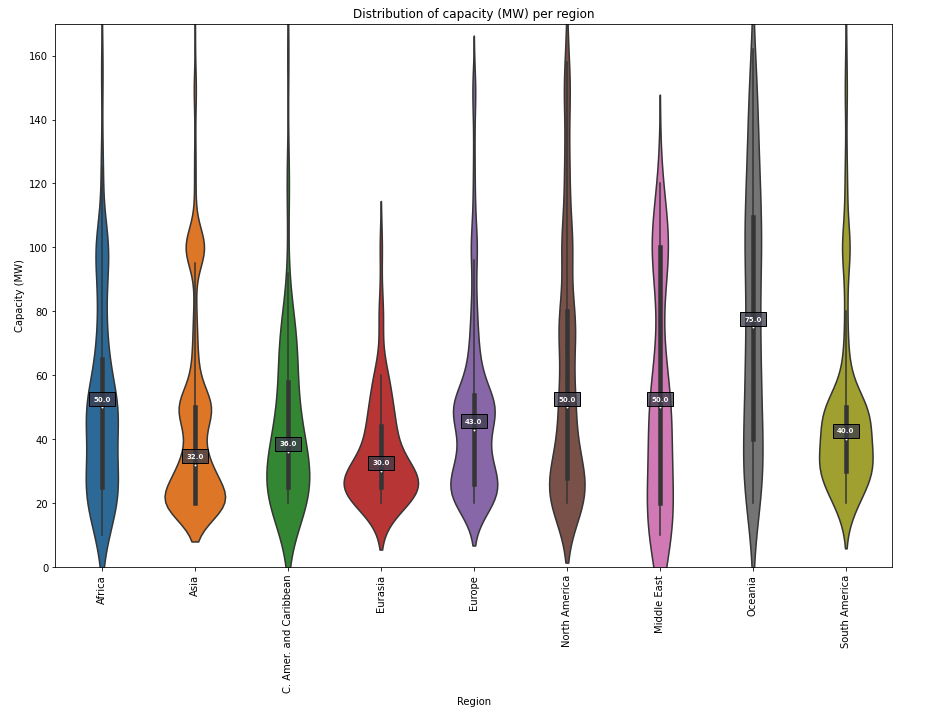 Distribution of capacity (MW) per region
Capacity (MW)
160
140
120
100
80
60
40
20
0
50.0
32.0
36.0
30.0
43.0
50.0
50.0
75.0
40.0
Africa
Asia
C. Amer. and Caribbean
Eurasia
Europe
North America
Middle East
Oceania
South America
Region